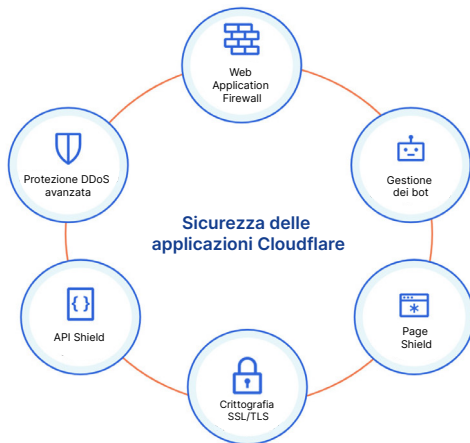 Web
Application
Firewall
Protezione DDoS
avanzata
Gestione
dei bot
Sicurezza delle
applicazioni Cloudflare
{ }
API Shield
Page
Shield
Crittografia
SSL/TLS